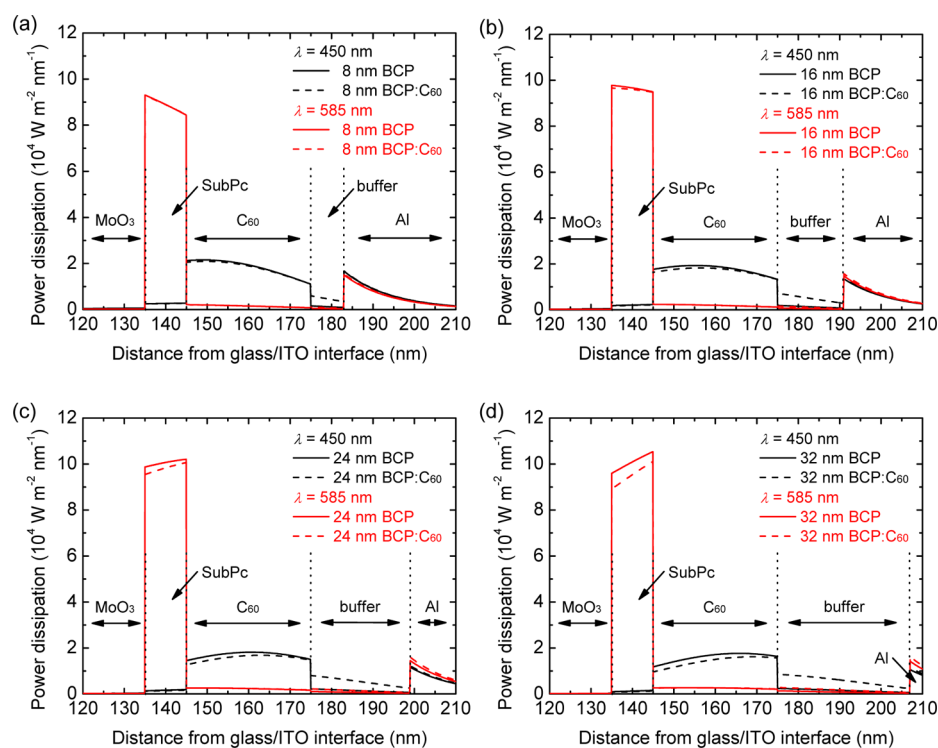 (a)
12
10
8
6
4
2
0
Power dissipation (10⁴ W m⁻² nm⁻¹)
λ = 450 nm
8 nm BCP
8 nm BCP:C₆₀
λ = 585 nm
8 nm BCP
8 nm BCP:C₆₀
SubPc
buffer
MoO₃
C₆₀
Al
120 130 140 150 160 170 180 190 200 210
Distance from glass/ITO interface (nm)
(b)
12
10
8
6
4
2
0
Power dissipation (10⁴ W m⁻² nm⁻¹)
λ = 450 nm
16 nm BCP
16 nm BCP:C₆₀
λ = 585 nm
16 nm BCP
16 nm BCP:C₆₀
SubPc
MoO₃
C₆₀
buffer
Al
120 130 140 150 160 170 180 190 200 210
Distance from glass/ITO interface (nm)
(c)
12
10
8
6
4
2
0
Power dissipation (10⁴ W m⁻² nm⁻¹)
λ = 450 nm
24 nm BCP
24 nm BCP:C₆₀
λ = 585 nm
24 nm BCP
24 nm BCP:C₆₀
SubPc
MoO₃
C₆₀
buffer
Al
120 130 140 150 160 170 180 190 200 210
Distance from glass/ITO interface (nm)
(d)
12
10
8
6
4
2
0
Power dissipation (10⁴ W m⁻² nm⁻¹)
λ = 450 nm
32 nm BCP
32 nm BCP:C₆₀
λ = 585 nm
32 nm BCP
32 nm BCP:C₆₀
SubPc
MoO₃
C₆₀
buffer
Al
120 130 140 150 160 170 180 190 200 210
Distance from glass/ITO interface (nm)